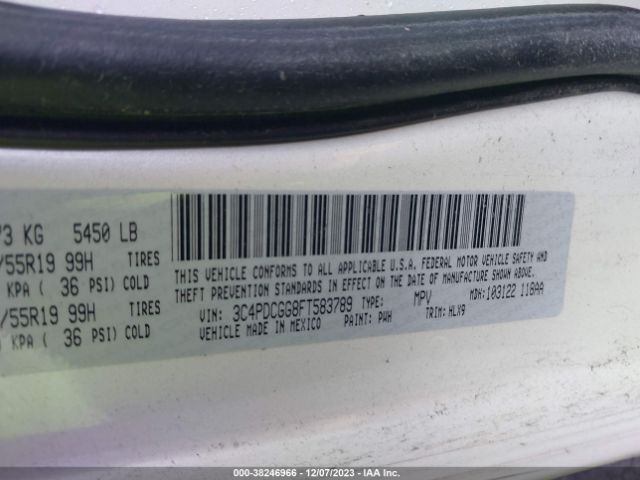 73 KG 5450 LB
/55R19 99H TIRES
KPA ( 36 PSI) COLD
/55R19 99H TIRES
KPA ( 36 PSI) COLD
THIS VEHICLE CONFORMS TO ALL APPLICABLE U.S.A. FEDERAL MOTOR VEHICLE SAFETY AND
THEFT PREVENTION STANDARDS IN EFFECT ON THE DATE OF MANUFACTURE SHOWN ABOVE.
VIN: 3C4PDCGG8FT583789 TYPE: MPV MDH: 103122 118AA
VEHICLE MADE IN MEXICO PAINT: PWH TRIM: HLX9
000-38246966 - 12/07/2023 - IAA Inc.